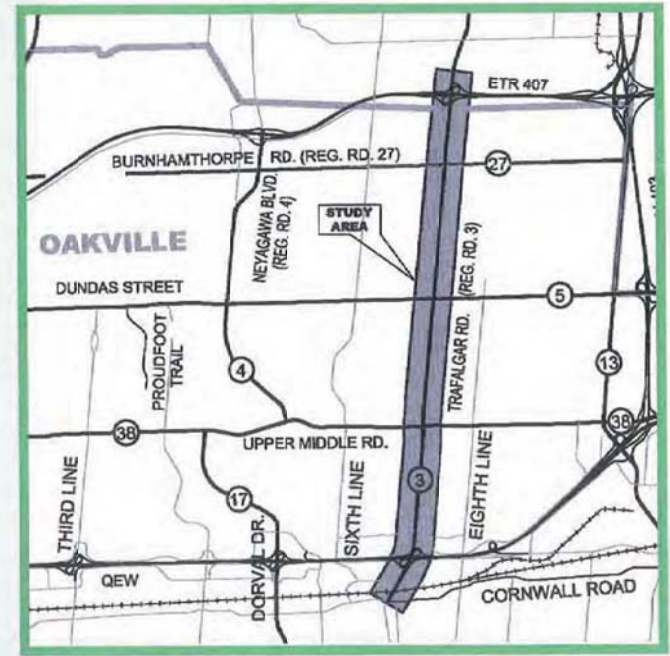 ETR 407
BURNHAMTHORPE RD. (REG. RD. 27)
27
NEYAGAWA BLVD.
(REG. RD. 4)
STUDY
AREA
TRAFALGAR RD. (REG. RD. 3)
OAKVILLE
DUNDAS STREET
5
PROUDFOOT
TRAIL
4
13
38
UPPER MIDDLE RD.
38
THIRD LINE
17
DORVAL DR.
SIXTH LINE
3
EIGHTH LINE
QEW
CORNWALL ROAD